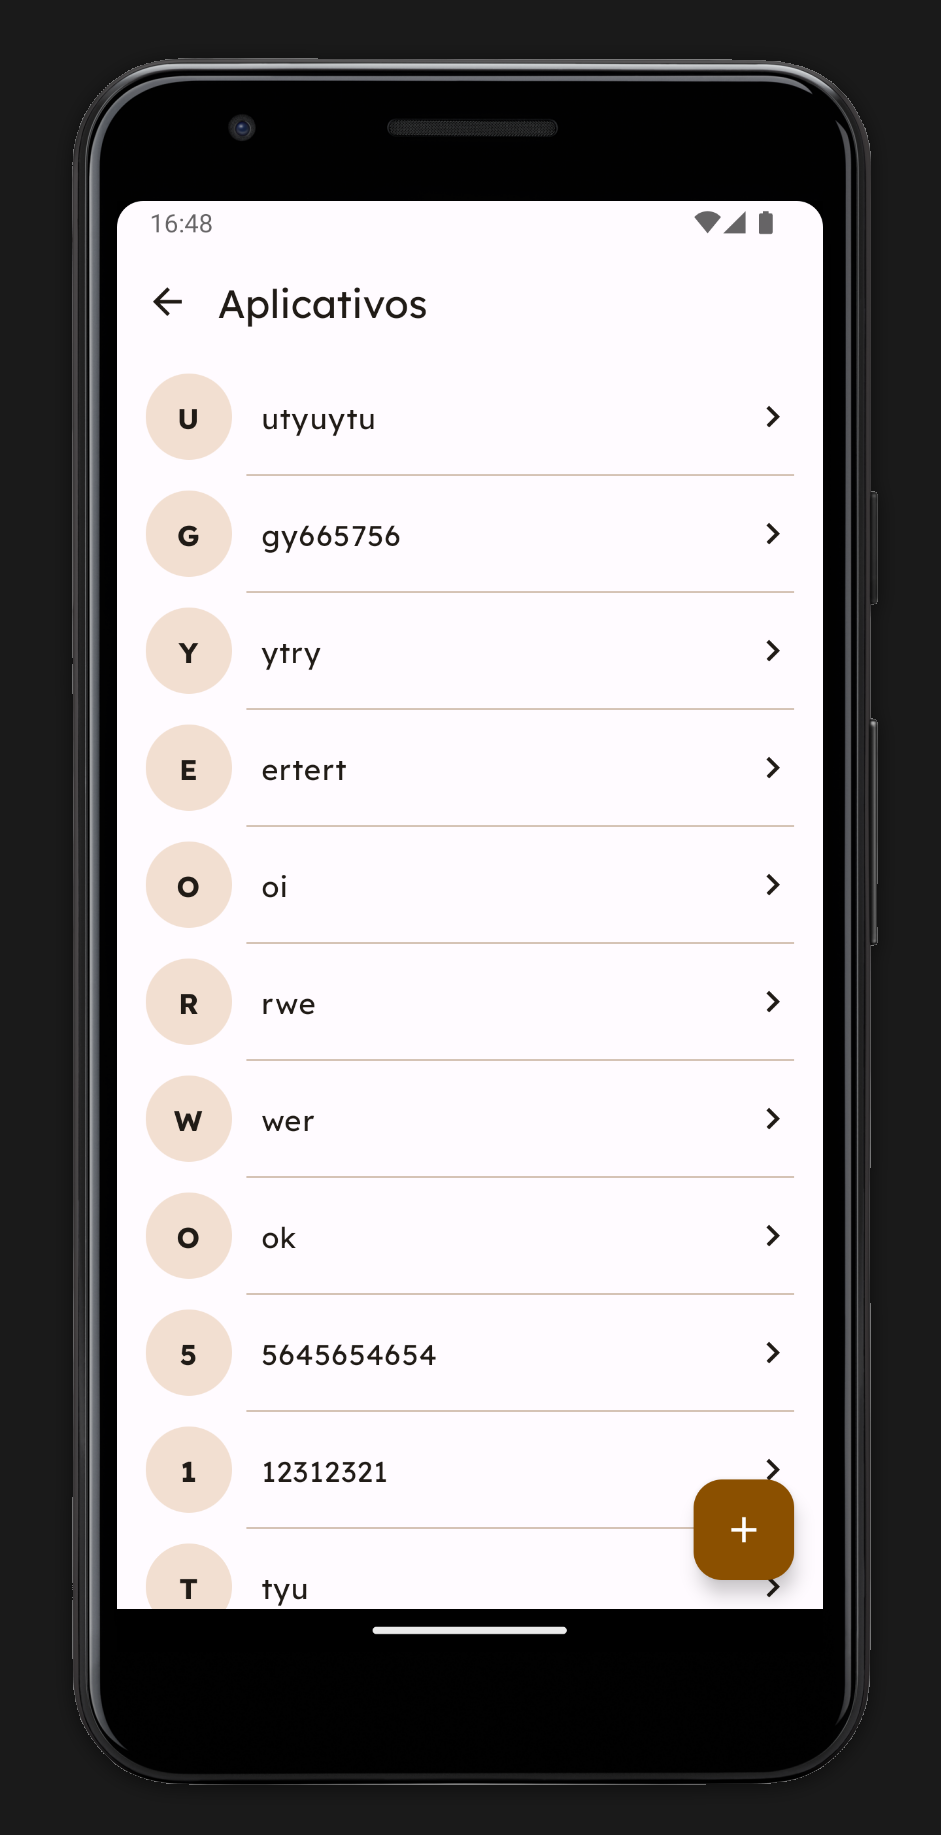 16:48
Aplicativos
U utyuytu
G gy665756
Y ytry
E ertert
O oi
R rwe
W wer
O ok
5 5645654654
1 12312321
T tyu